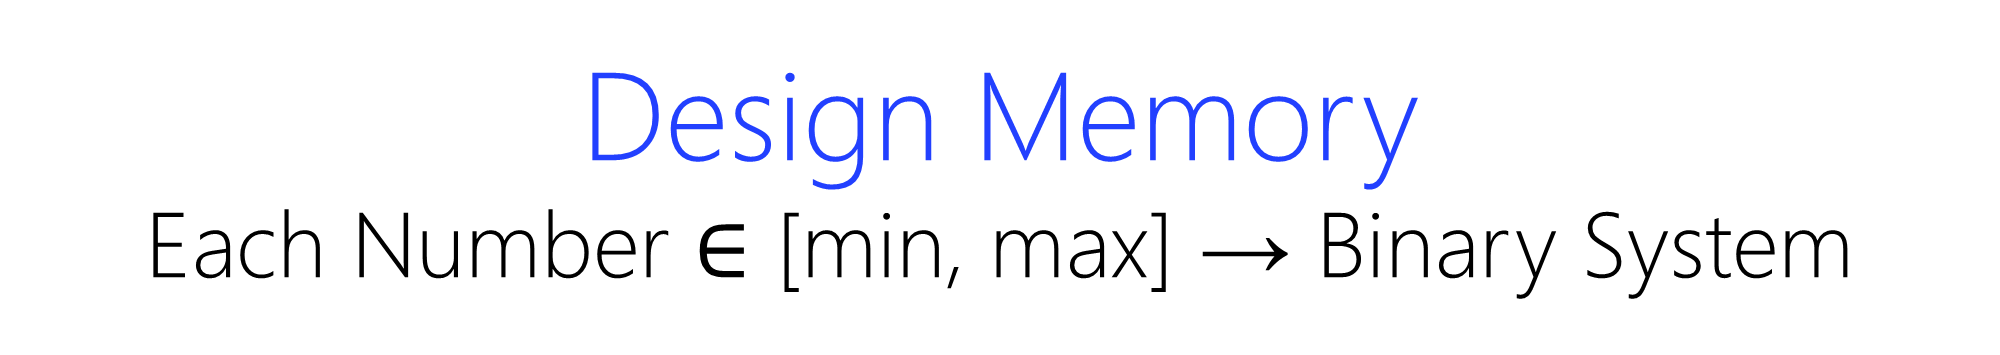 Design Memory
Each Number ∈ [min, max] → Binary System